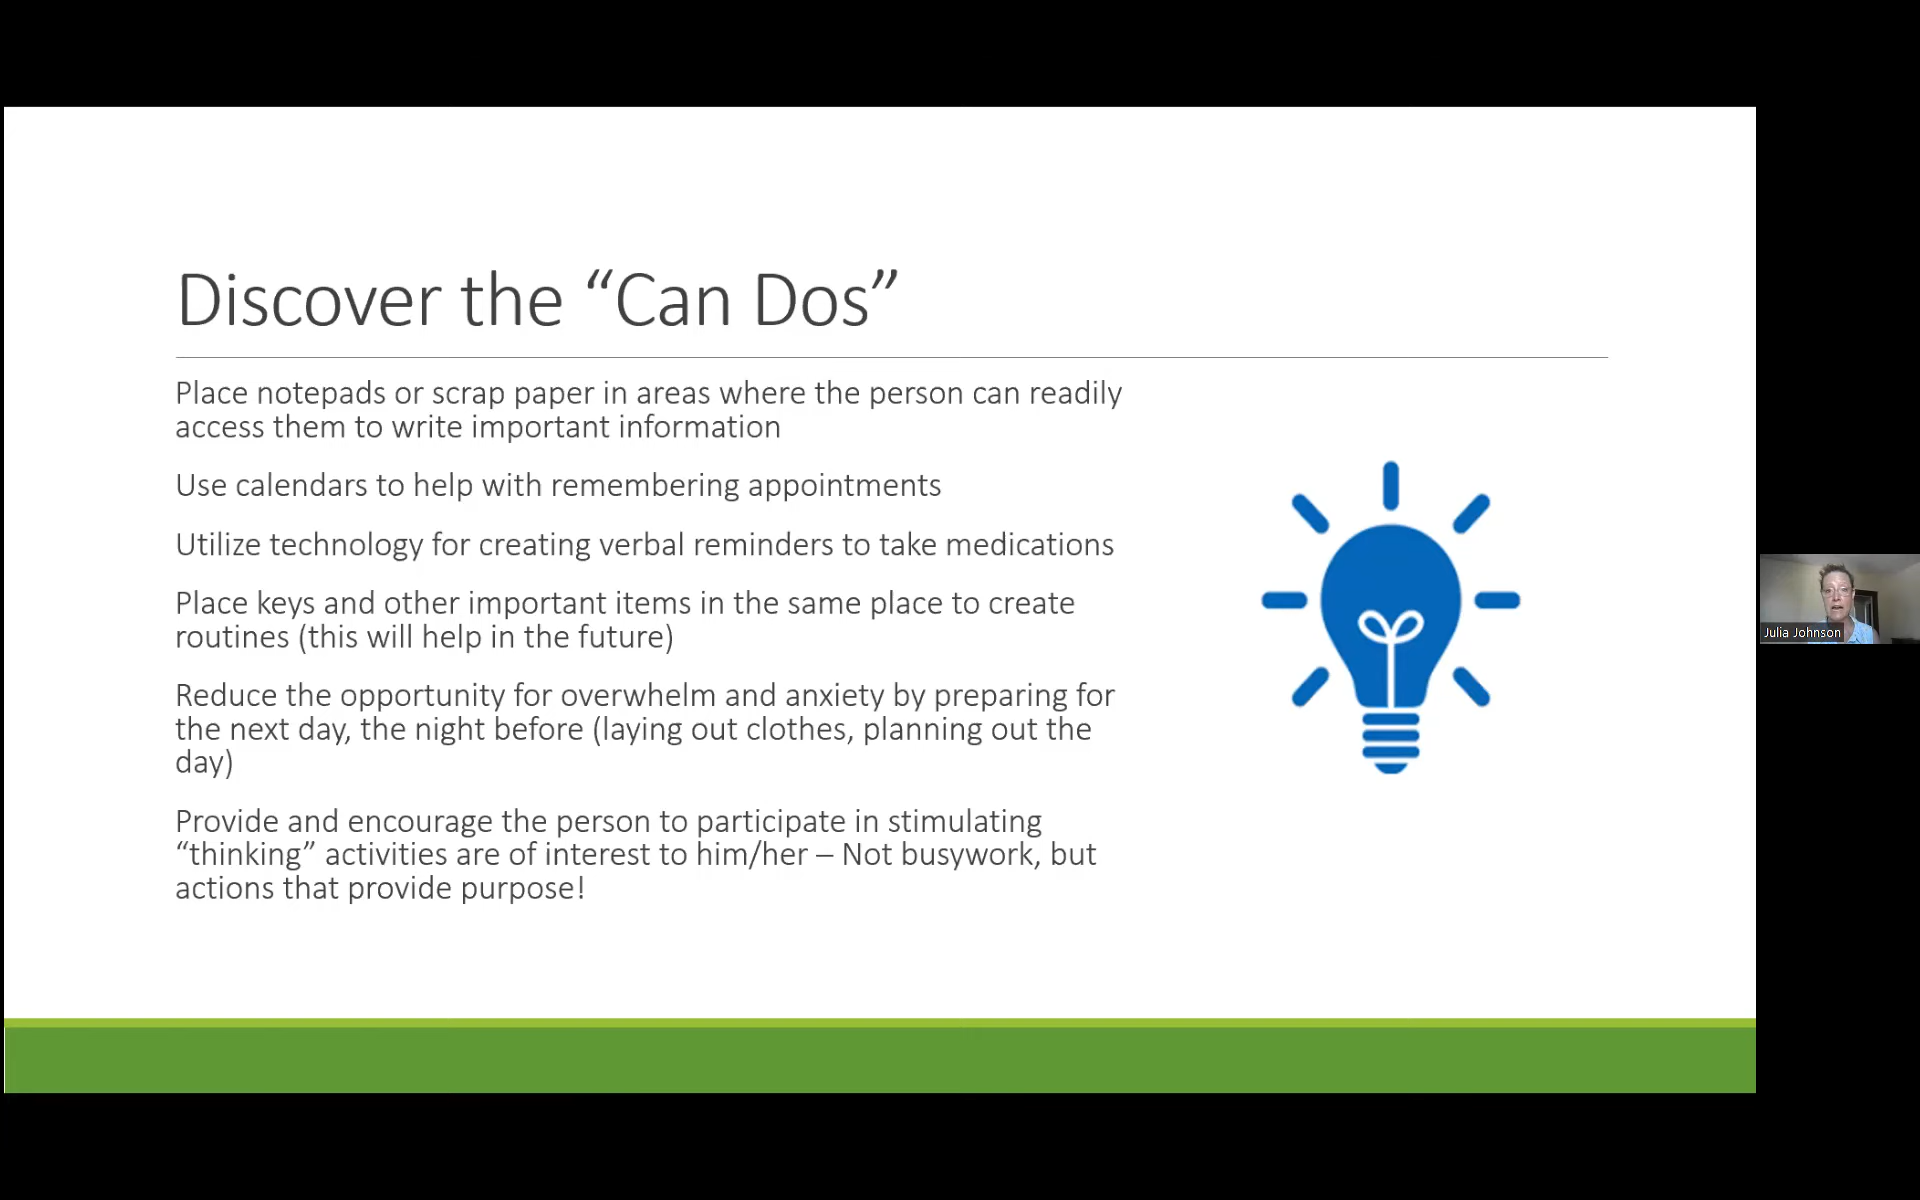 Discover the “Can Dos”
Place notepads or scrap paper in areas where the person can readily
access them to write important information
Use calendars to help with remembering appointments
Utilize technology for creating verbal reminders to take medications
Place keys and other important items in the same place to create
routines (this will help in the future)
Reduce the opportunity for overwhelm and anxiety by preparing for
the next day, the night before (laying out clothes, planning out the
day)
Provide and encourage the person to participate in stimulating
“thinking” activities are of interest to him/her – Not busywork, but
actions that provide purpose!
Julia Johnson